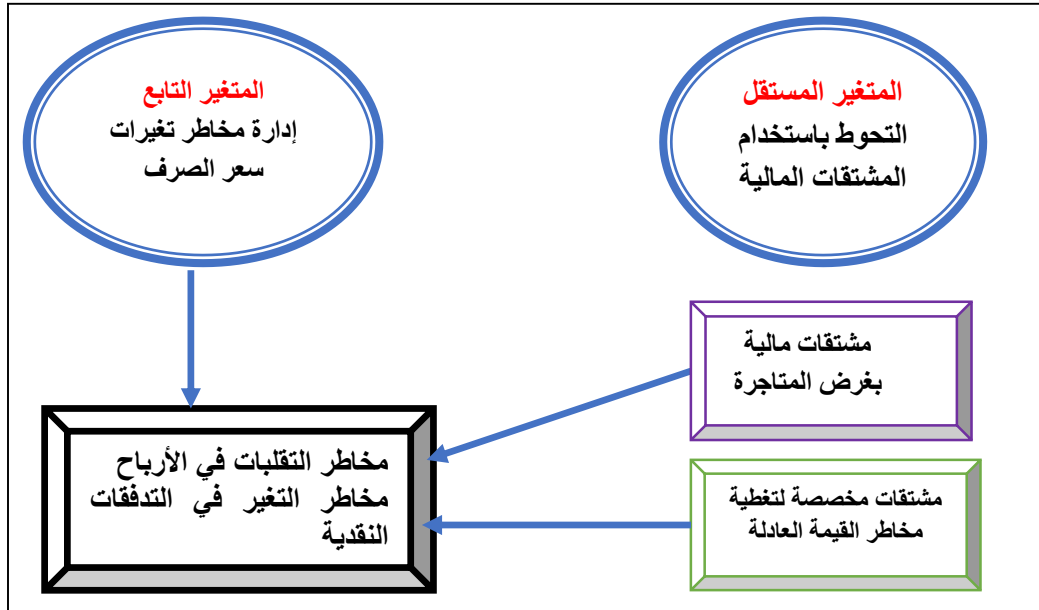 المتغير المستقل
التحوط باستخدام
المشتقات المالية
المتغير التابع
إدارة مخاطر تغيرات
سعر الصرف
مشتقات مالية
بغرض المتاجرة
مشتقات مخصصة لتغطية
مخاطر القيمة العادلة
مخاطر التقلبات في الأرباح
مخاطر التغير في التدفقات
النقدية